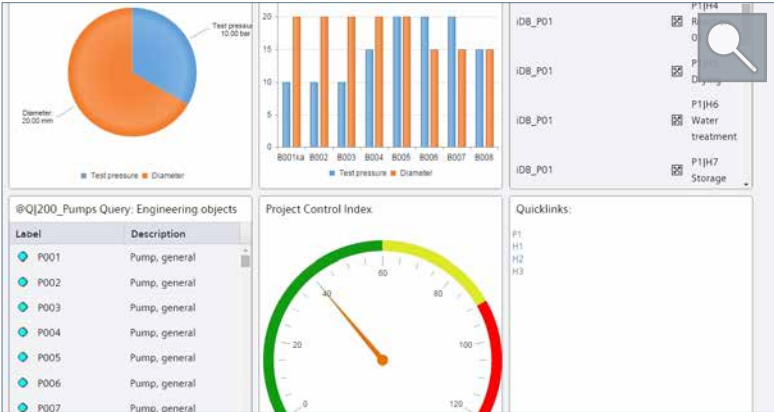 Test pressu
10.00 bar
Diameter:
20.00 mm
Test pressure Diameter
20
15
10
5
0
B001ka B002 B003 B004 B005 B006 B007 B008
Test pressure Diameter
P1|H4
iDB_P01
iDB_P01
iDB_P01
P1|H6
Water
treatment
iDB_P01
P1|H7
Storage
@Q|200_Pumps Query: Engineering objects
Label Description
P001 Pump, general
P002 Pump, general
P003 Pump, general
P004 Pump, general
P005 Pump, general
P006 Pump, general
P007 Pump, general
Project Control Index
0
20
40
60
80
100
120
Quicklinks:
P1
H1
H2
H3